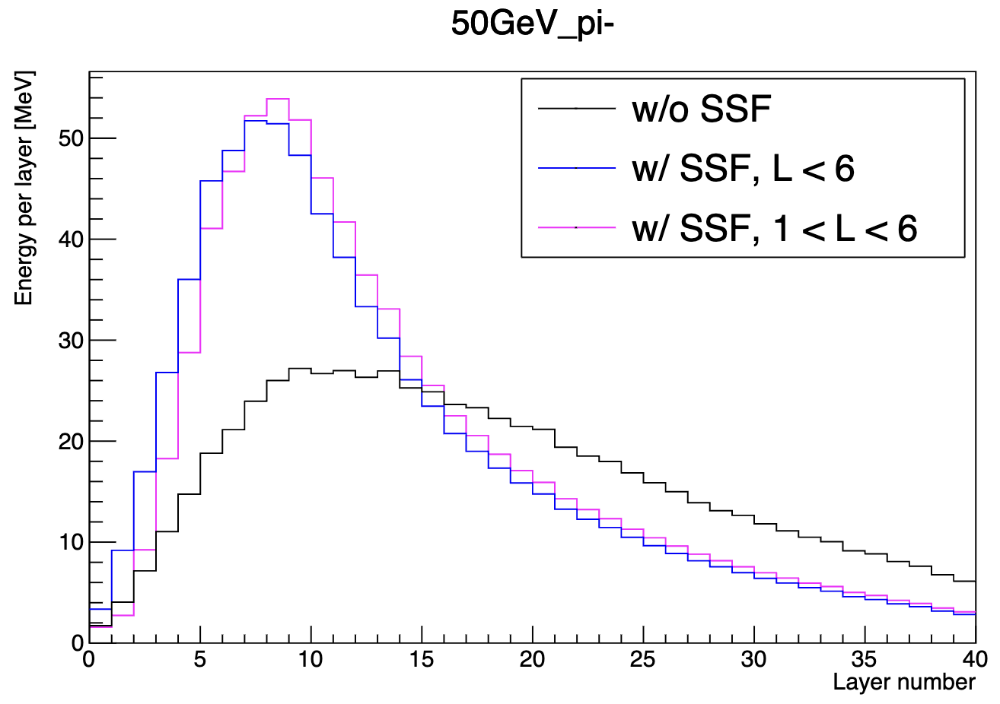 50GeV_pi-
Energy per layer [MeV]
w/o SSF
w/ SSF, L < 6
w/ SSF, 1 < L < 6
50
40
30
20
10
0
0 5 10 15 20 25 30 35 40
Layer number